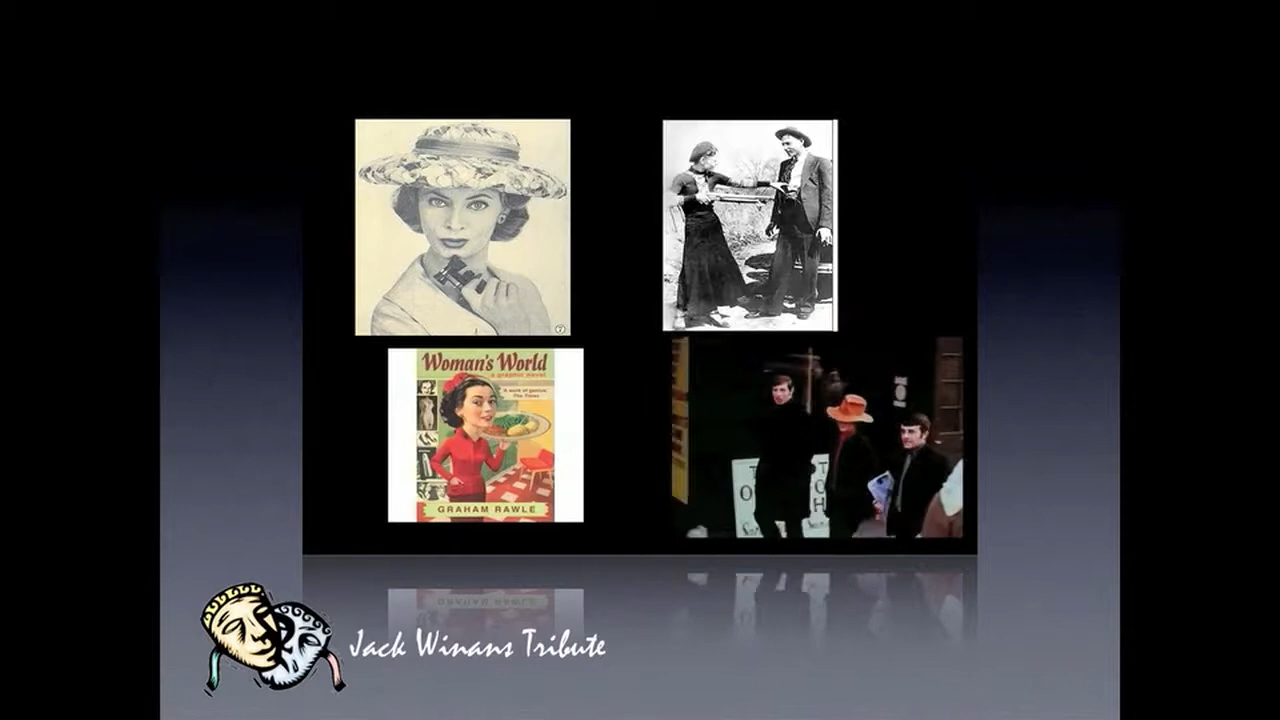 Woman's World
a graphic novel
'A work of genius'
The Times
GRAHAM RAWLE
Jack Winans Tribute